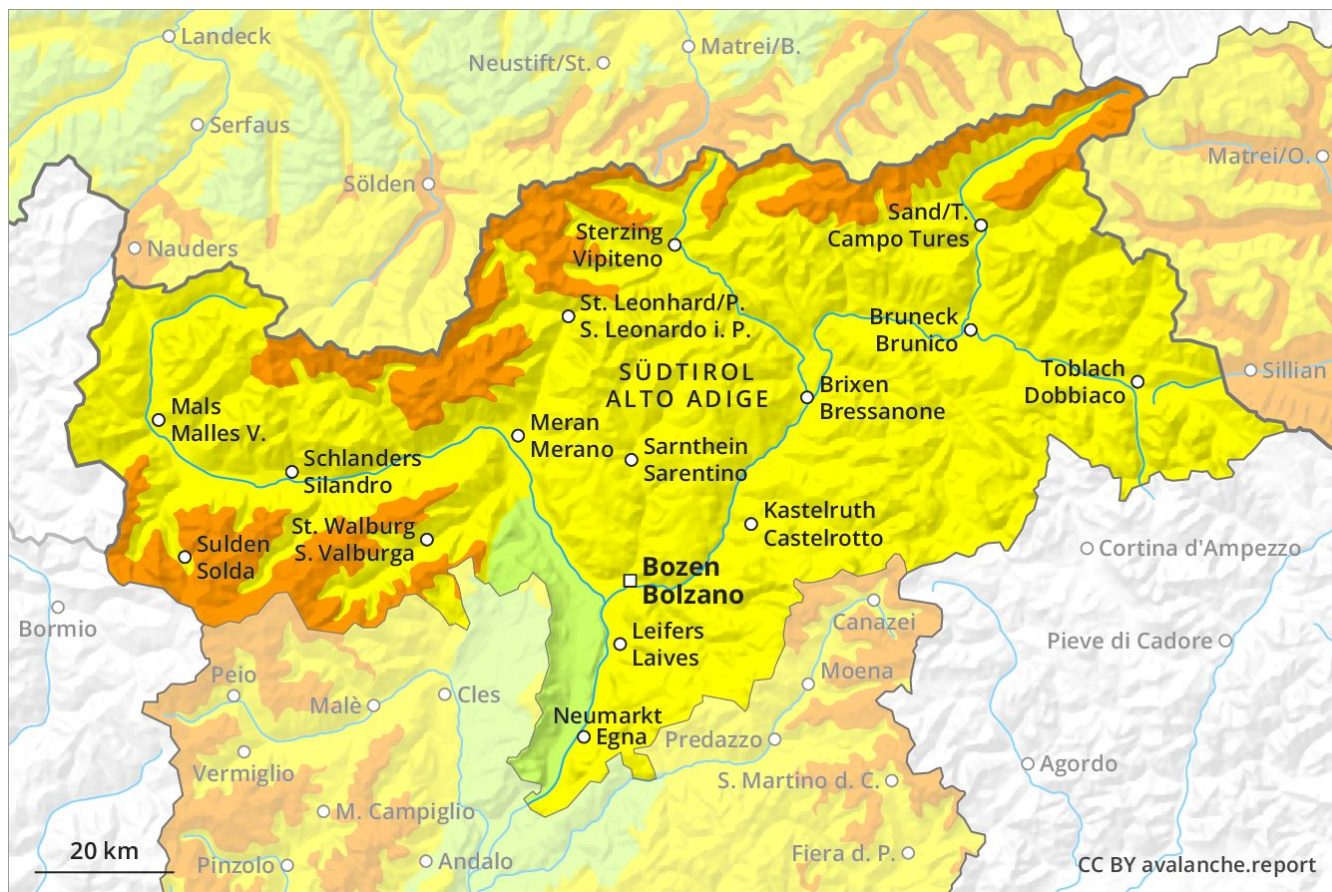 Landeck
Matrei/B.
Neustift/St.
Serfaus
Matrei/O.
Sölden
Sand/T.
Campo Tures
Sterzing
Vipiteno
Nauders
St. Leonhard/P.
S. Leonardo i. P.
Bruneck
Brunico
SÜDTIROL
ALTO ADIGE
Toblach
Dobbiaco
Sillian
Brixen
Bressanone
Mals
Malles V.
Meran
Merano
Sarnthein
Sarentino
Schlanders
Silandro
Kastelruth
Castelrotto
St. Walburg
S. Valburga
Sulden
Solda
Cortina d'Ampezzo
Bozen
Bolzano
Bormio
Canazei
Leifers
Laives
Pieve di Cadore
Peio
Moena
Malè
Cles
Neumarkt
Egna
Predazzo
Vermiglio
Agordo
S. Martino d. C.
M. Campiglio
20 km
Pinzolo
Andalo
Fiera d. P.
CC BY avalanche.report